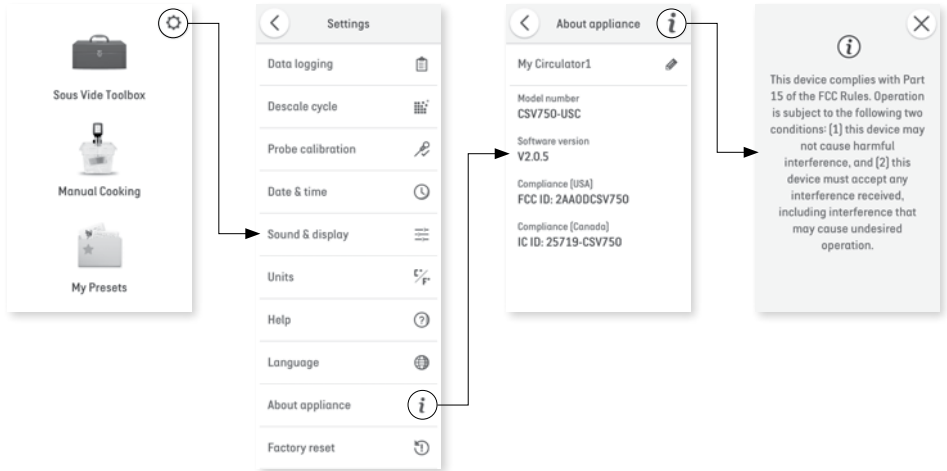 Sous Vide Toolbox
Manual Cooking
My Presets
Settings
Data logging
Descale cycle
Probe calibration
Date & time
Sound & display
Units
C°/F°
Help
?
Language
About appliance
i
Factory reset
About appliance
i
My Circulator1
Model number
CSV750-USC
Software version
V2.0.5
Compliance (USA)
FCC ID: 2AAODCSV750
Compliance (Canada)
IC ID: 25719-CSV750
i
This device complies with Part
15 of the FCC Rules. Operation
is subject to the following two
conditions: (1) this device may
not cause harmful
interference, and (2) this
device must accept any
interference received,
including interference that
may cause undesired
operation.